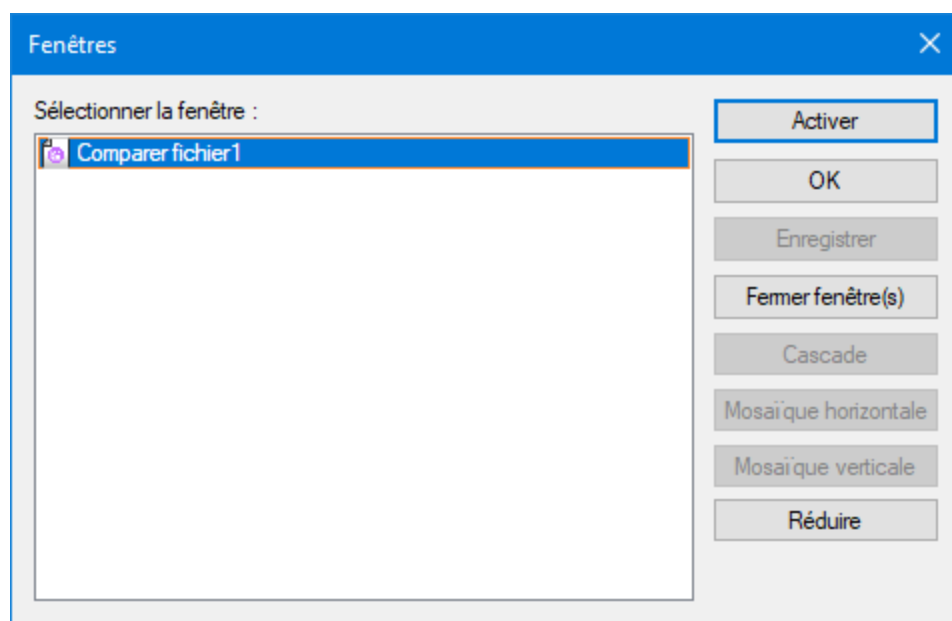 Fenêtres
Sélectionner la fenêtre :
Comparer fichier1
Activer
OK
Enregistrer
Fermer fenêtre(s)
Cascade
Mosaïque horizontale
Mosaïque verticale
Réduire